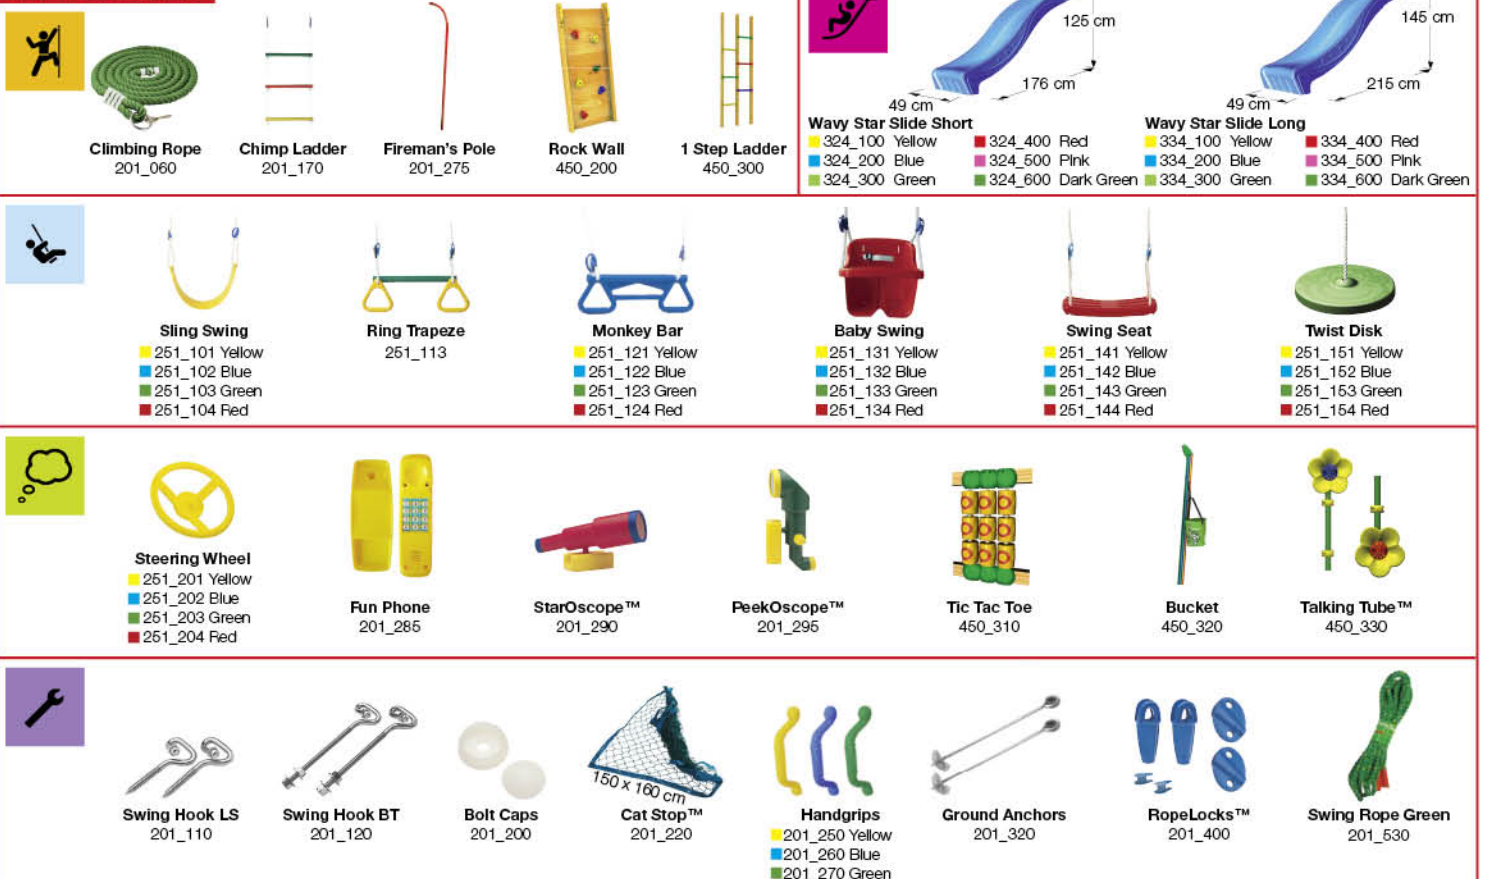 Climbing Rope
201_060
Chimp Ladder
201_170
Fireman's Pole
201_275
Rock Wall
450_200
1 Step Ladder
450_300
125 cm
176 cm
49 cm
Wavy Star Slide Short
324_100 Yellow
324_200 Blue
324_300 Green
324_400 Red
324_500 Pink
324_600 Dark Green
145 cm
215 cm
49 cm
Wavy Star Slide Long
334_100 Yellow
334_200 Blue
334_300 Green
334_400 Red
334_500 Pink
334_600 Dark Green
Sling Swing
251_101 Yellow
251_102 Blue
251_103 Green
251_104 Red
Ring Trapeze
251_113
Monkey Bar
251_121 Yellow
251_122 Blue
251_123 Green
251_124 Red
Baby Swing
251_131 Yellow
251_132 Blue
251_133 Green
251_134 Red
Swing Seat
251_141 Yellow
251_142 Blue
251_143 Green
251_144 Red
Twist Disk
251_151 Yellow
251_152 Blue
251_153 Green
251_154 Red
Steering Wheel
251_201 Yellow
251_202 Blue
251_203 Green
251_204 Red
Fun Phone
201_285
StarOscope™
201_290
PeekOscope™
201_295
Tic Tac Toe
450_310
Bucket
450_320
Talking Tube™
450_330
Swing Hook LS
201_110
Swing Hook BT
201_120
Bolt Caps
201_200
150 x 160 cm
Cat Stop™
201_220
Handgrips
201_250 Yellow
201_260 Blue
201_270 Green
Ground Anchors
201_320
RopeLocks™
201_400
Swing Rope Green
201_530